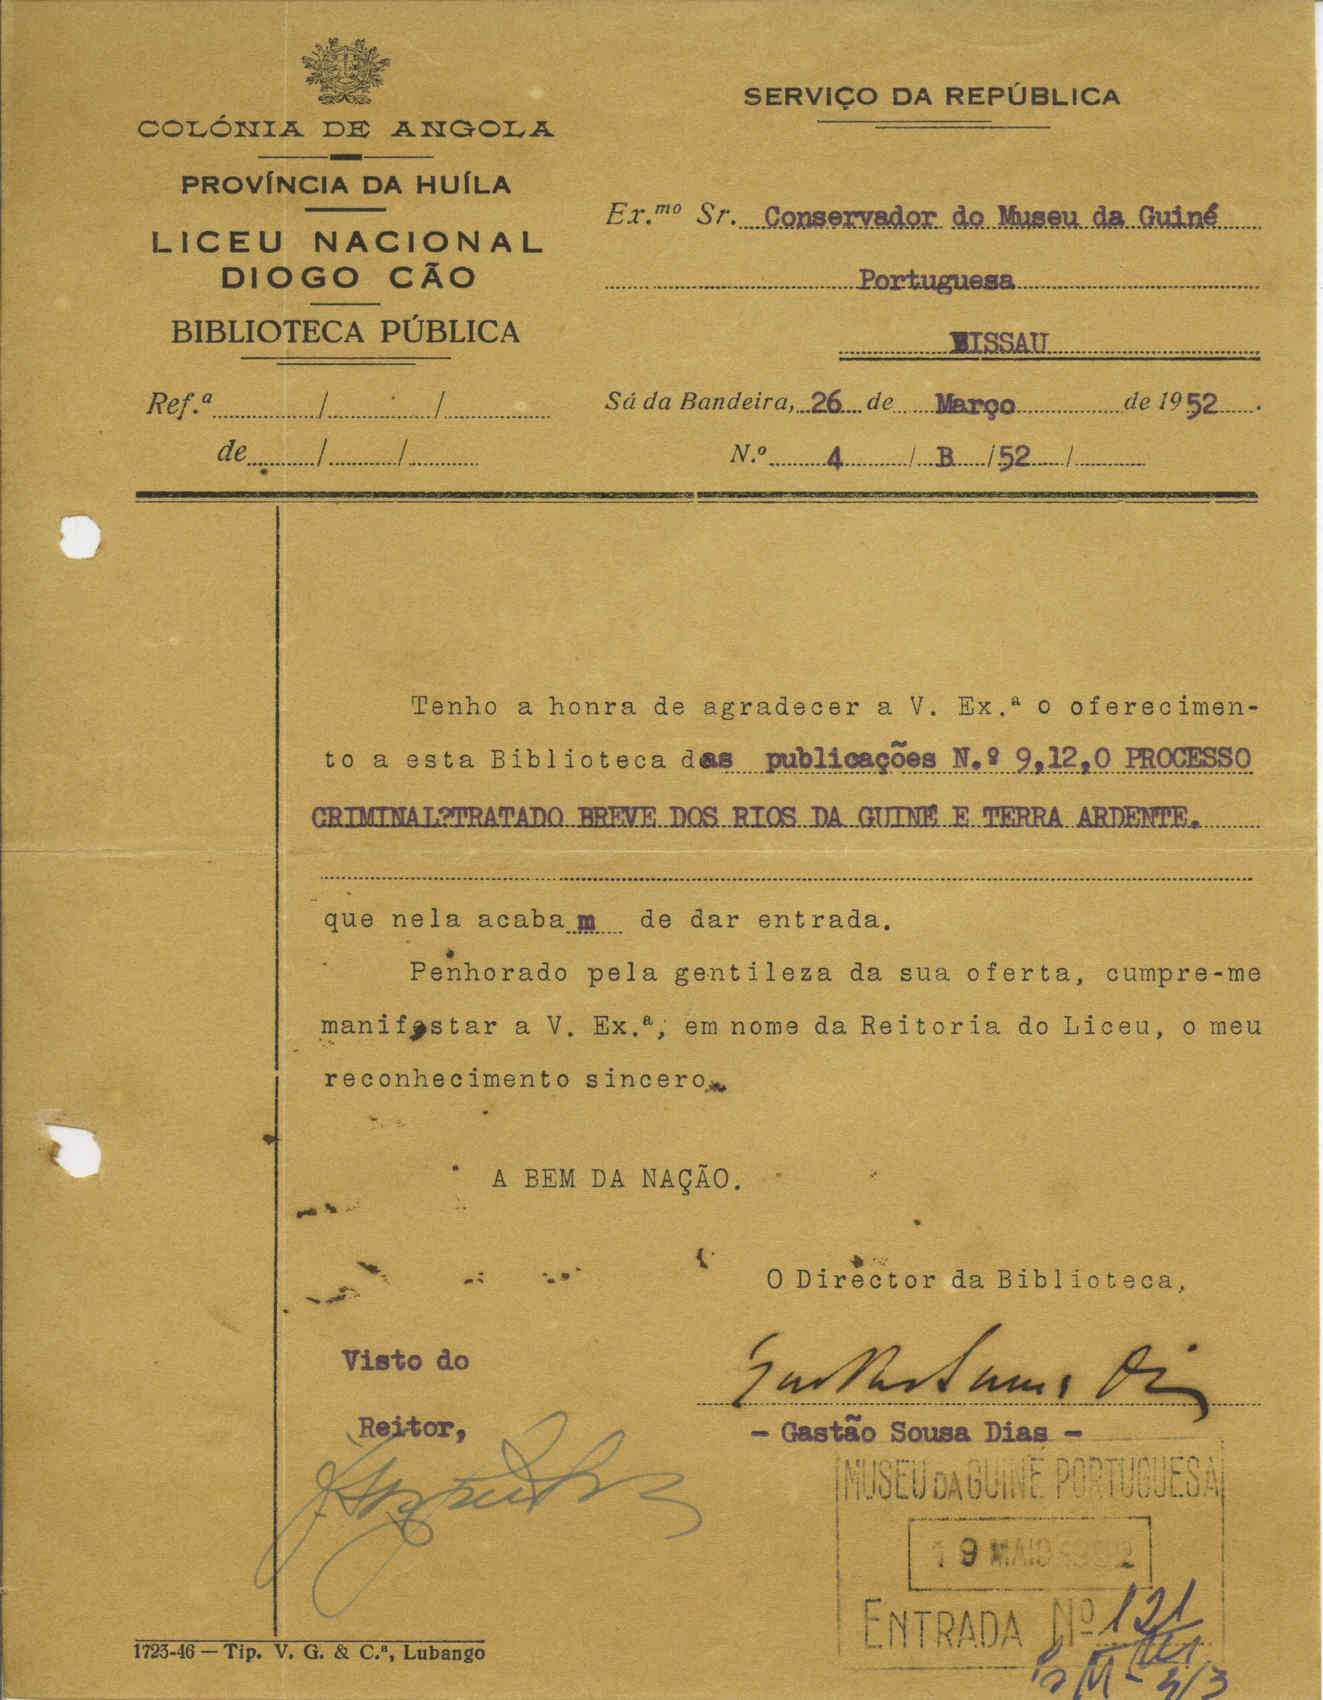 COLÓNIA DE ANGOLA
PROVÍNCIA DA HUÍLA
LICEU NACIONAL
DIOGO CÃO
BIBLIOTECA PÚBLICA
Ref.ª / / /
de / /
SERVIÇO DA REPÚBLICA
Ex.mo Sr. Conservador do Museu da Guiné
Portuguesa
BISSAU
Sá da Bandeira, 26 de Março de 1952.
N.º 4 / B / 52 /
Tenho a honra de agradecer a V. Ex.ª o oferecimen-
to a esta Biblioteca das publicações N.º 9,12,O PROCESSO
CRIMINAL?TRATADO BREVE DOS RIOS DA GUINÉ E TERRA ARDENTE.
que nela acabam de dar entrada.
Penhorado pela gentileza da sua oferta, cumpre-me
manifestar a V. Ex.ª, em nome da Reitoria do Liceu, o meu
reconhecimento sincero.
A BEM DA NAÇÃO.
O Director da Biblioteca,
Visto do
Reitor,
- Gastão Sousa Dias -
MUSEU DA GUINÉ PORTUGUESA
19 MAIO 1952
ENTRADA Nº 121
1723-46 — Tip. V. G. & C.ª, Lubango